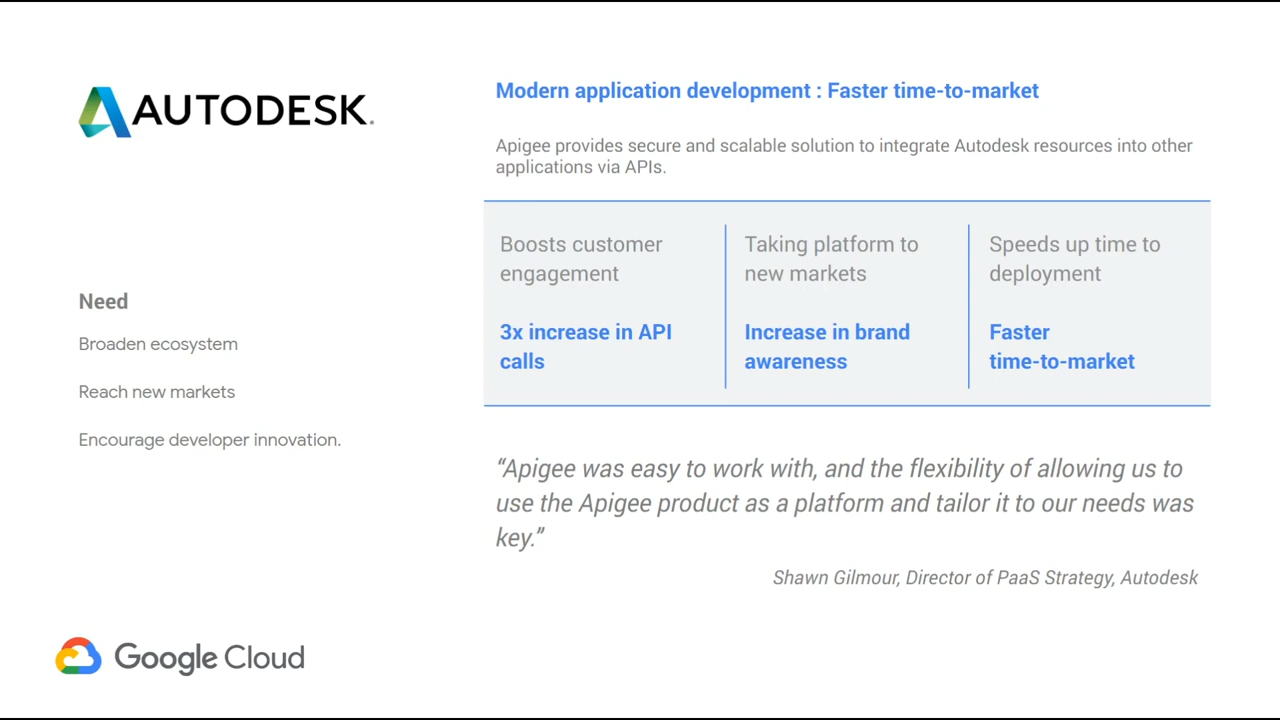 AUTODESK.
Modern application development : Faster time-to-market
Apigee provides secure and scalable solution to integrate Autodesk resources into other
applications via APIs.
Boosts customer
engagement
3x increase in API
calls
Taking platform to
new markets
Increase in brand
awareness
Speeds up time to
deployment
Faster
time-to-market
Need
Broaden ecosystem
Reach new markets
Encourage developer innovation.
“Apigee was easy to work with, and the flexibility of allowing us to
use the Apigee product as a platform and tailor it to our needs was
key.”
Shawn Gilmour, Director of PaaS Strategy, Autodesk
Google Cloud